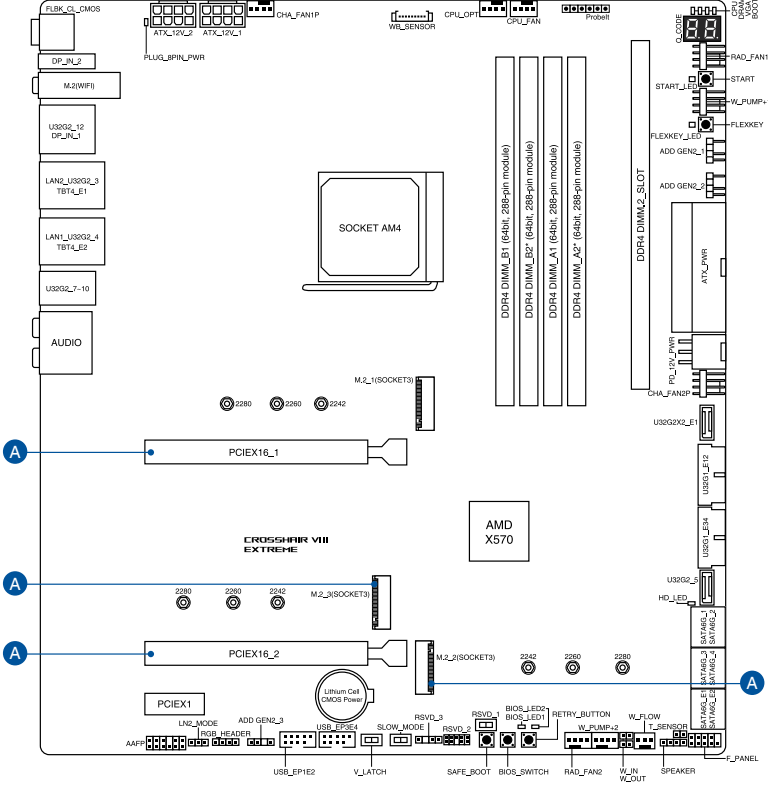 FLBK_CL_CMOS
ATX_12V_2
ATX_12V_1
CHA_FAN1P
PLUG_8PIN_PWR
WB_SENSOR
CPU_OPT
CPU_FAN
ProbeIt
Q_CODE
CPU
DRAM
VGA
BOOT
RAD_FAN1
START
START_LED
W_PUMP+
FLEXKEY
FLEXKEY_LED
ADD GEN2_1
ADD GEN2_2
DP_IN_2
M.2(WIFI)
U32G2_12
DP_IN_1
LAN2_U32G2_3
TBT4_E1
LAN1_U32G2_4
TBT4_E2
U32G2_7~10
AUDIO
SOCKET AM4
DDR4 DIMM_B1 (64bit, 288-pin module)
DDR4 DIMM_B2* (64bit, 288-pin module)
DDR4 DIMM_A1 (64bit, 288-pin module)
DDR4 DIMM_A2* (64bit, 288-pin module)
DDR4 DIMM.2_SLOT
ATX_PWR
PD_12V_PWR
CHA_FAN2P
M.2_1(SOCKET3)
2280
2260
2242
U32G2X2_E1
A
PCIEX16_1
U32G1_E12
AMD
X570
CROSSHAIR VIII
EXTREME
U32G1_E34
A
2280
2260
2242
M.2_3(SOCKET3)
U32G2_5
HD_LED
SATA6G_1
SATA6G_2
A
PCIEX16_2
M.2_2(SOCKET3)
2242
2260
2280
SATA6G_3
SATA6G_4
A
Lithium Cell
CMOS Power
PCIEX1
SATA6G_E1
SATA6G_E2
LN2_MODE
RGB_HEADER
ADD GEN2_3
USB_EP3E4
SLOW_MODE
RSVD_3
RSVD_1
RSVD_2
BIOS_LED2
BIOS_LED1
RETRY_BUTTON
W_PUMP+2
W_FLOW
T_SENSOR
AAFP
USB_EP1E2
V_LATCH
SAFE_BOOT
BIOS_SWITCH
RAD_FAN2
W_IN
W_OUT
SPEAKER
F_PANEL